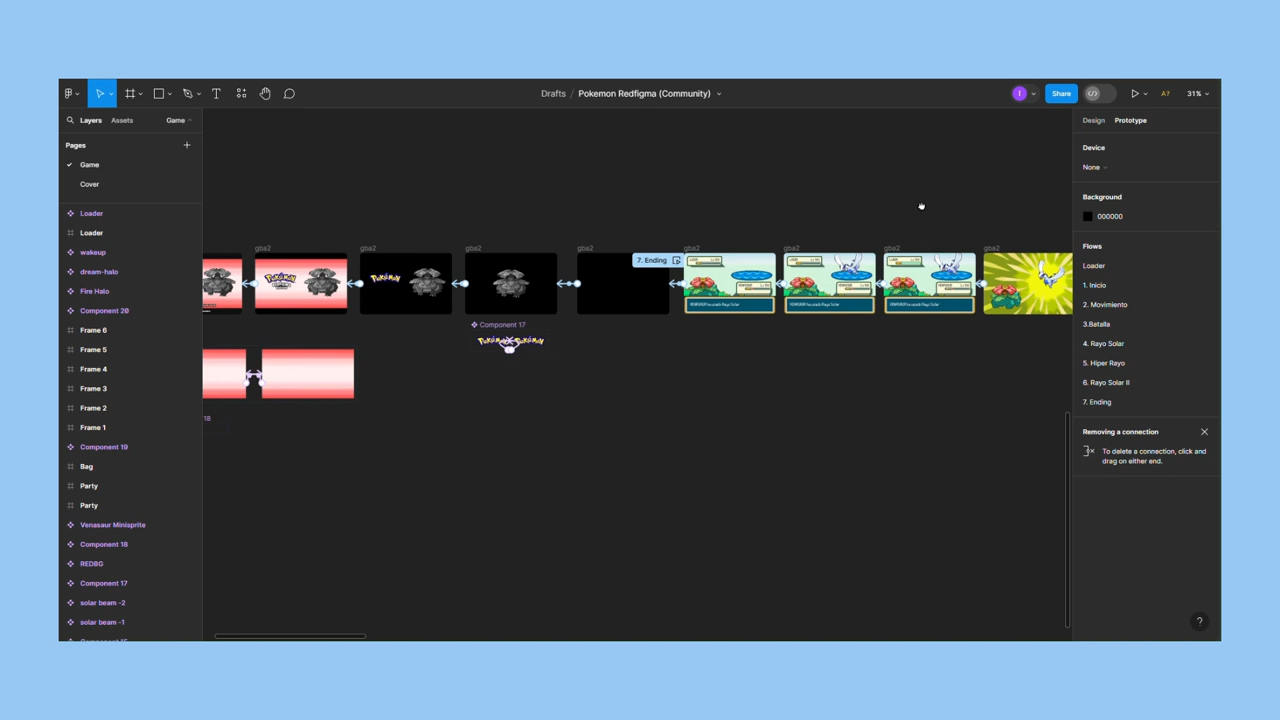 Drafts / Pokemon Redfigma (Community)
I
Share
A?
31%
Layers
Assets
Game
Pages
Game
Cover
Loader
Loader
wakeup
dream-halo
Fire Halo
Component 20
Frame 6
Frame 5
Frame 4
Frame 3
Frame 2
Frame 1
Component 19
Bag
Party
Party
Venasaur Minisprite
Component 18
REDBG
Component 17
solar beam -2
solar beam -1
gba2
gba2
gba2
gba2
gba2
gba2
gba2
gba2
7. Ending
POKéMON
POKéMON
Component 17
POKéMON
POKéMON
18
Design
Prototype
Device
None
Background
000000
Flows
Loader
1. Inicio
2. Movimiento
3.Batalla
4. Rayo Solar
5. Hiper Rayo
6. Rayo Solar II
7. Ending
Removing a connection
To delete a connection, click and
drag on either end.
?